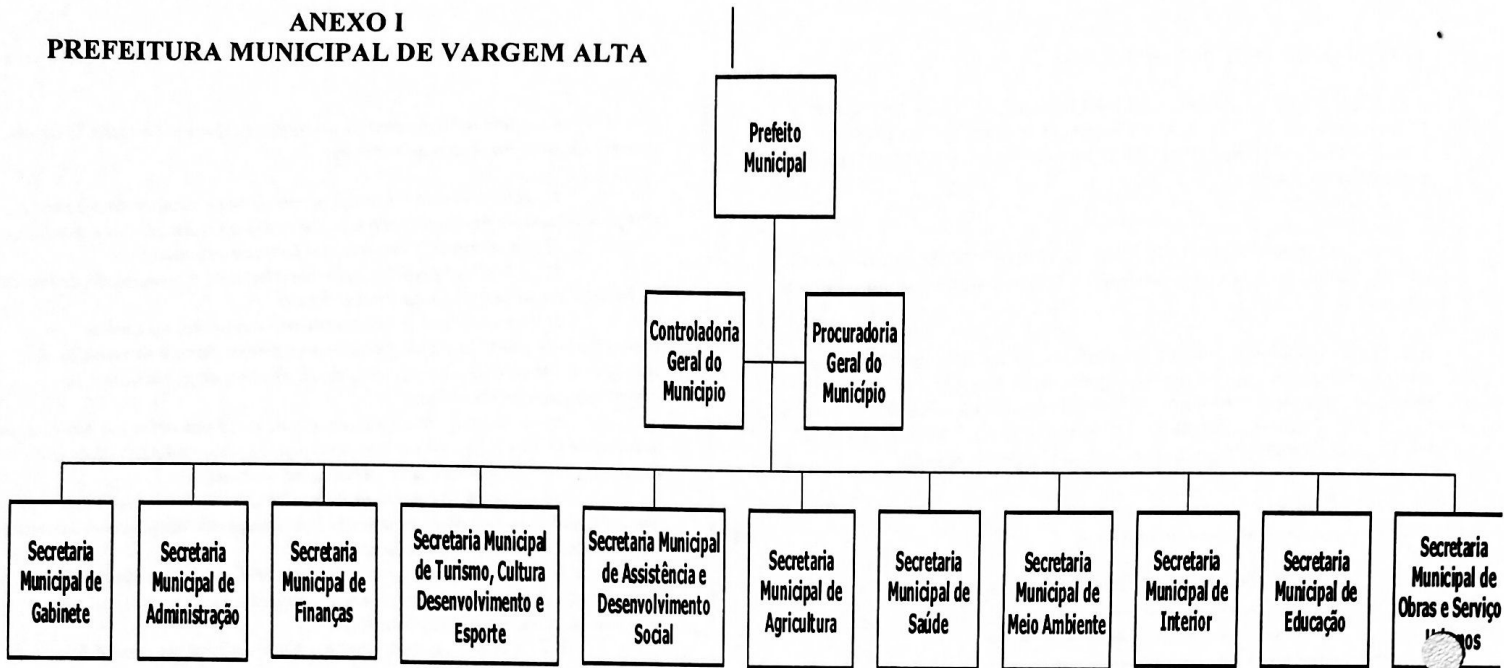 ANEXO I
PREFEITURA MUNICIPAL DE VARGEM ALTA
Prefeito
Municipal
Controladoria
Geral do
Municipio
Procuradoria
Geral do
Município
Secretaria
Municipal de
Gabinete
Secretaria
Municipal de
Administração
Secretaria
Municipal de
Finanças
Secretaria Municipal
de Turismo, Cultura
Desenvolvimento e
Esporte
Secretaria Municipal
de Assistência e
Desenvolvimento
Social
Secretaria
Municipal de
Agricultura
Secretaria
Municipal de
Saúde
Secretaria
Municipal de
Meio Ambiente
Secretaria
Municipal de
Interior
Secretaria
Municipal de
Educação
Secretaria
Municipal de
Obras e Serviço